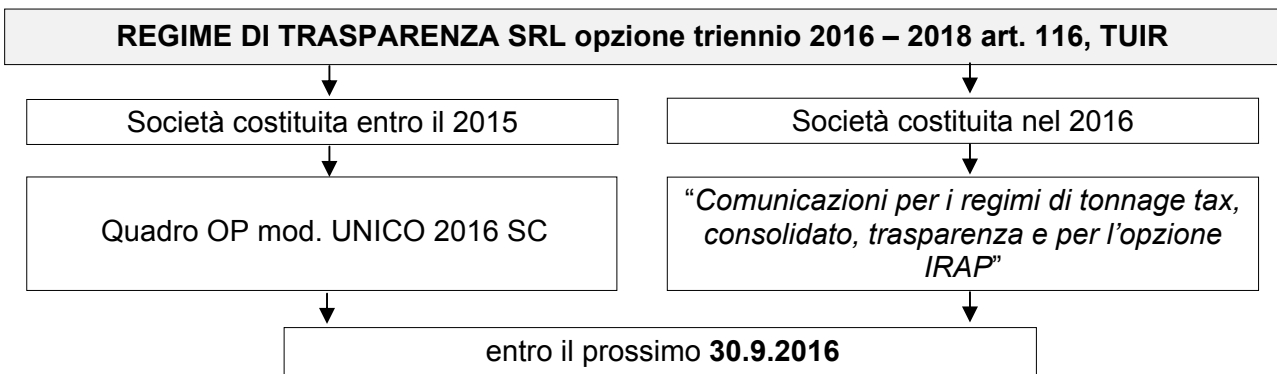 REGIME DI TRASPARENZA SRL opzione triennio 2016 – 2018 art. 116, TUIR
Società costituita entro il 2015
Società costituita nel 2016
Quadro OP mod. UNICO 2016 SC
“Comunicazioni per i regimi di tonnage tax,
consolidato, trasparenza e per l’opzione
IRAP”
entro il prossimo 30.9.2016